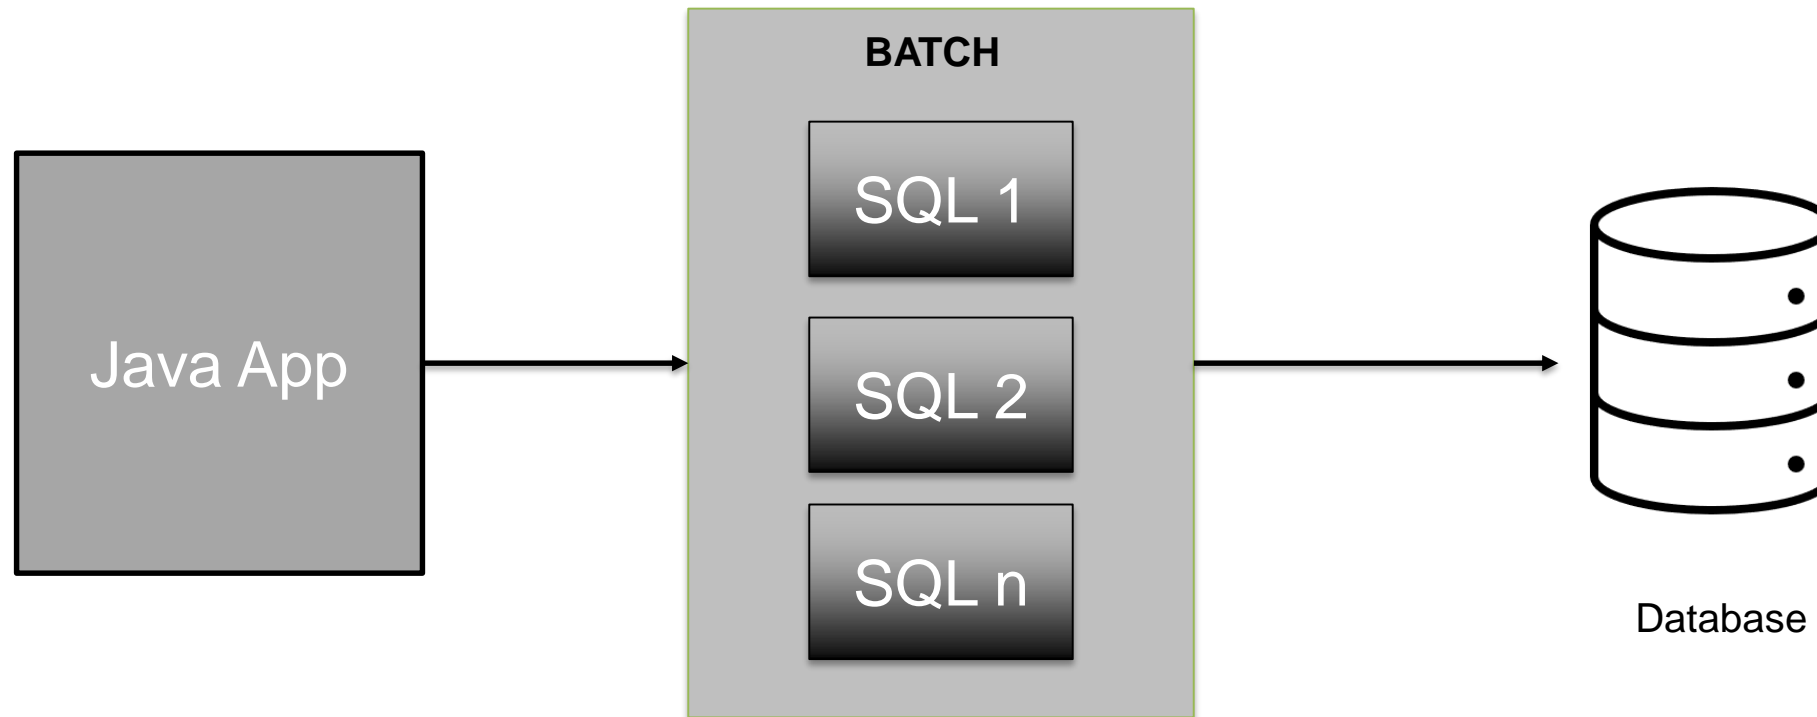 BATCH
SQL 1
Java App
SQL 2
SQL n
Database